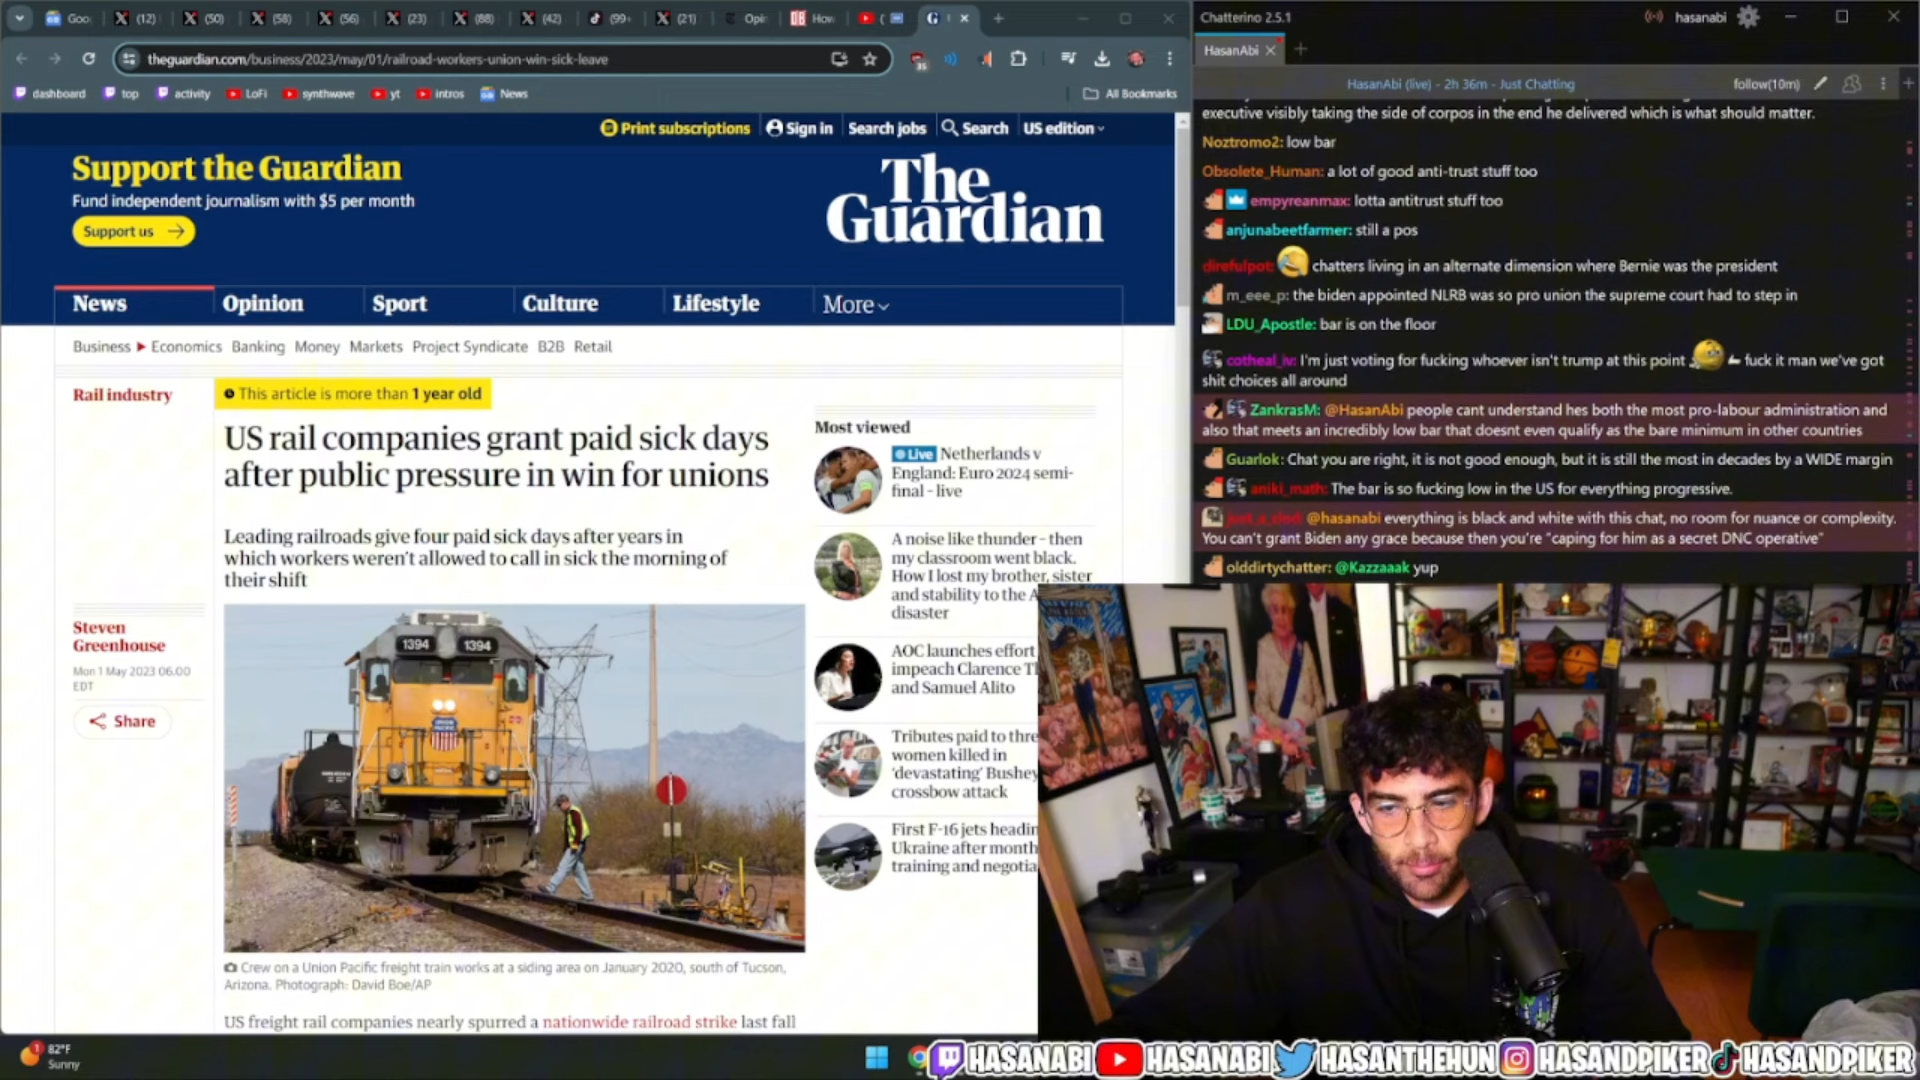 Goo
(12)
(50)
(58)
(56)
(23)
(88)
(42)
(99+
(21)
Opin
How
theguardian.com/business/2023/may/01/railroad-workers-union-win-sick-leave
dashboard
top
activity
LoFi
synthwave
yt
intros
News
All Bookmarks
Print subscriptions
Sign in
Search jobs
Search
US edition
Support the Guardian
Fund independent journalism with $5 per month
Support us
The
Guardian
News
Opinion
Sport
Culture
Lifestyle
More
Business
Economics
Banking
Money
Markets
Project Syndicate
B2B
Retail
Rail industry
This article is more than 1 year old
US rail companies grant paid sick days
after public pressure in win for unions
Leading railroads give four paid sick days after years in
which workers weren't allowed to call in sick the morning of
their shift
Steven
Greenhouse
Mon 1 May 2023 06.00
EDT
Share
1394
1394
Crew on a Union Pacific freight train works at a siding area on January 2020, south of Tucson,
Arizona. Photograph: David Boe/AP
US freight rail companies nearly spurred a nationwide railroad strike last fall
Most viewed
Live Netherlands v
England: Euro 2024 semi-
final - live
A noise like thunder – then
my classroom went black.
How I lost my brother, sister
and stability to the A
disaster
AOC launches effort
impeach Clarence T
and Samuel Alito
Tributes paid to thre
women killed in
'devastating' Bushey
crossbow attack
First F-16 jets headin
Ukraine after month
training and negotia
Chatterino 2.5.1
hasanabi
HasanAbi
HasanAbi (live) - 2h 36m - Just Chatting
follow(10m)
executive visibly taking the side of corpos in the end he delivered which is what should matter.
Noztromo2: low bar
Obsolete_Human: a lot of good anti-trust stuff too
empyreanmax: lotta antitrust stuff too
anjunabeetfarmer: still a pos
direfulpot: chatters living in an alternate dimension where Bernie was the president
m_eee_p: the biden appointed NLRB was so pro union the supreme court had to step in
LDU_Apostle: bar is on the floor
cotheal_iv: I'm just voting for fucking whoever isn't trump at this point fuck it man we've got
shit choices all around
ZankrasM: @HasanAbi people cant understand hes both the most pro-labour administration and
also that meets an incredibly low bar that doesnt even qualify as the bare minimum in other countries
Guarlok: Chat you are right, it is not good enough, but it is still the most in decades by a WIDE margin
aniki_math: The bar is so fucking low in the US for everything progressive.
@hasanabi everything is black and white with this chat, no room for nuance or complexity.
You can't grant Biden any grace because then you're "caping for him as a secret DNC operative"
olddirtychatter: @Kazzaaak yup
1
82°F
Sunny
HASANABI
HASANABI
HASANTHEHUN
HASANDPIKER
HASANDPIKER